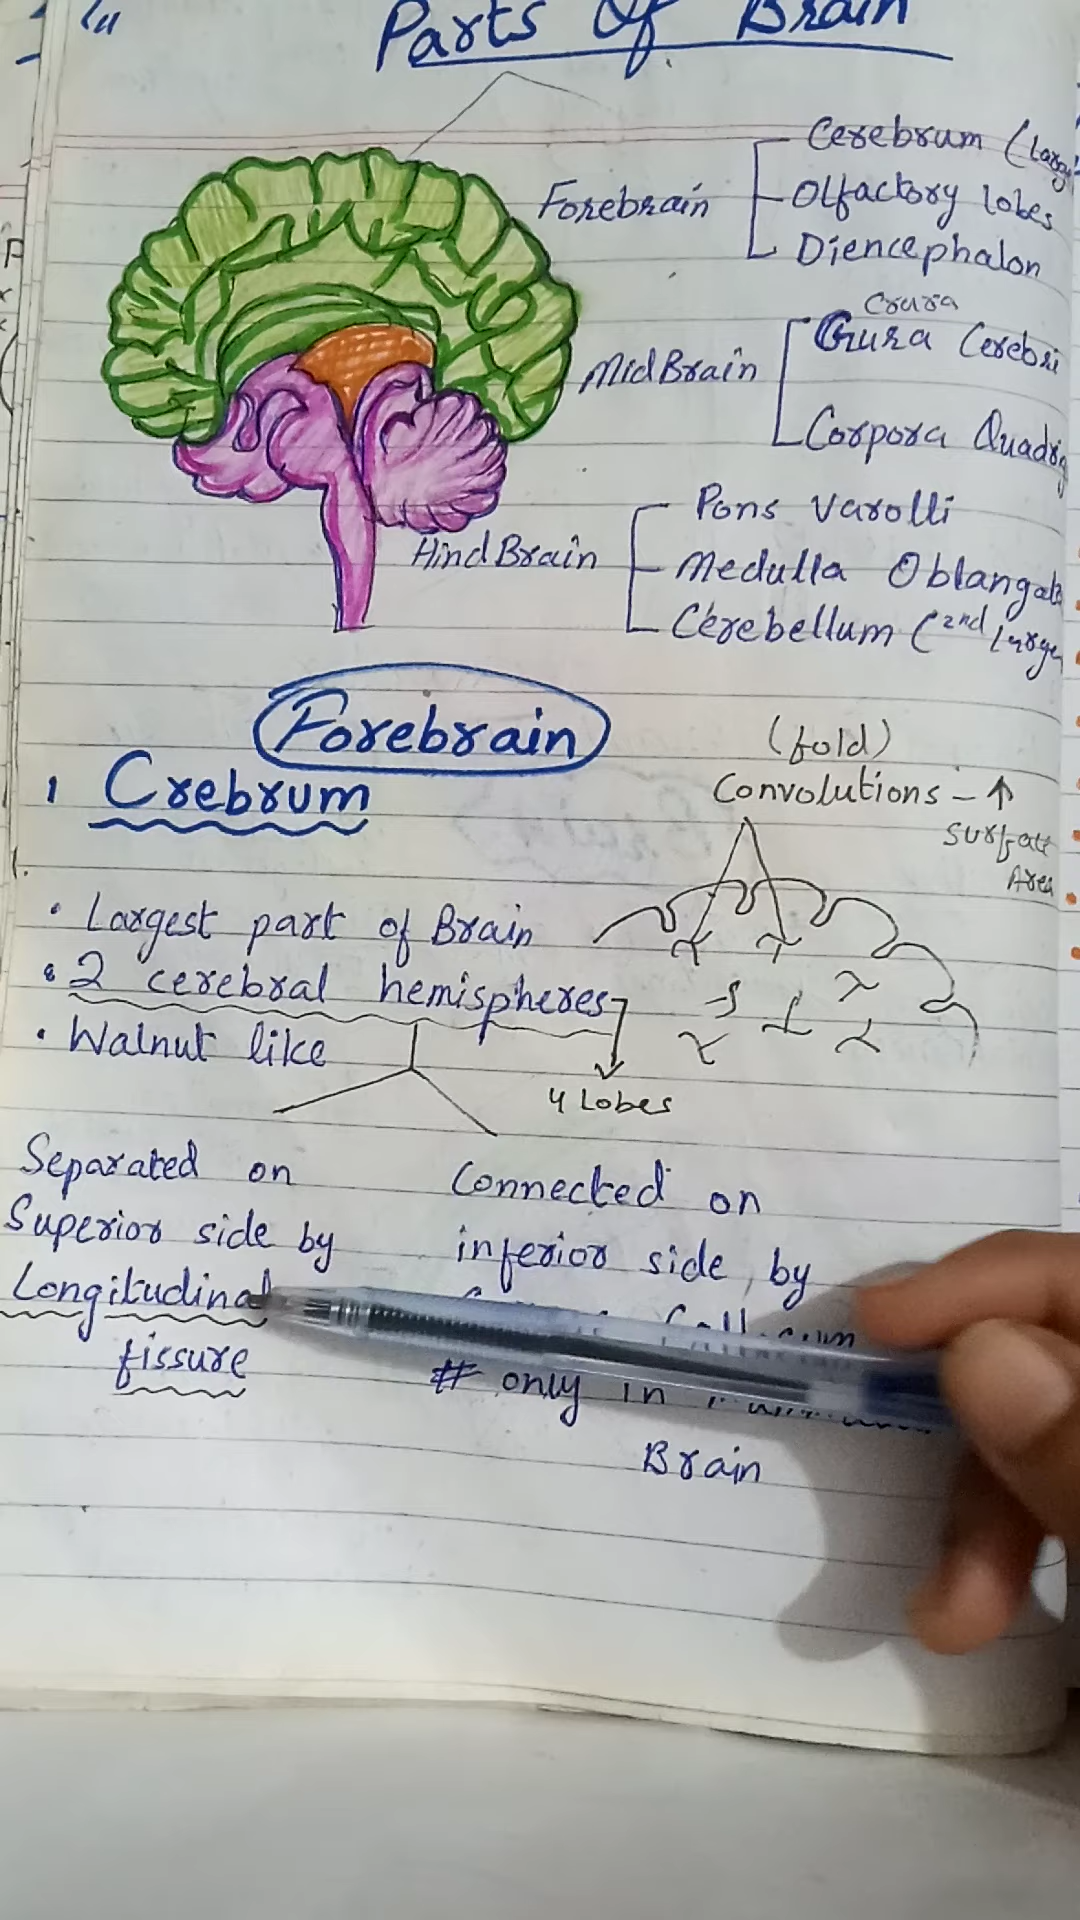 Parts Of Brain
Forebrain
Cerebrum (Larg
Olfactory lobes
Diencephalon
MidBrain
Crura
Crura Cerebri
Corpora Quadrig
HindBrain
Pons Varolli
Medulla Oblangata
Cerebellum (2nd large
Forebrain
1 Crebrum
(fold)
Convolutions - ↑
Surface
Area
• Largest part of Brain
• 2 cerebral hemispheres
• Walnut like
4 Lobes
Separated on
Superior side by
Longitudinal
fissure
Connected on
inferior side by
# only in
Brain